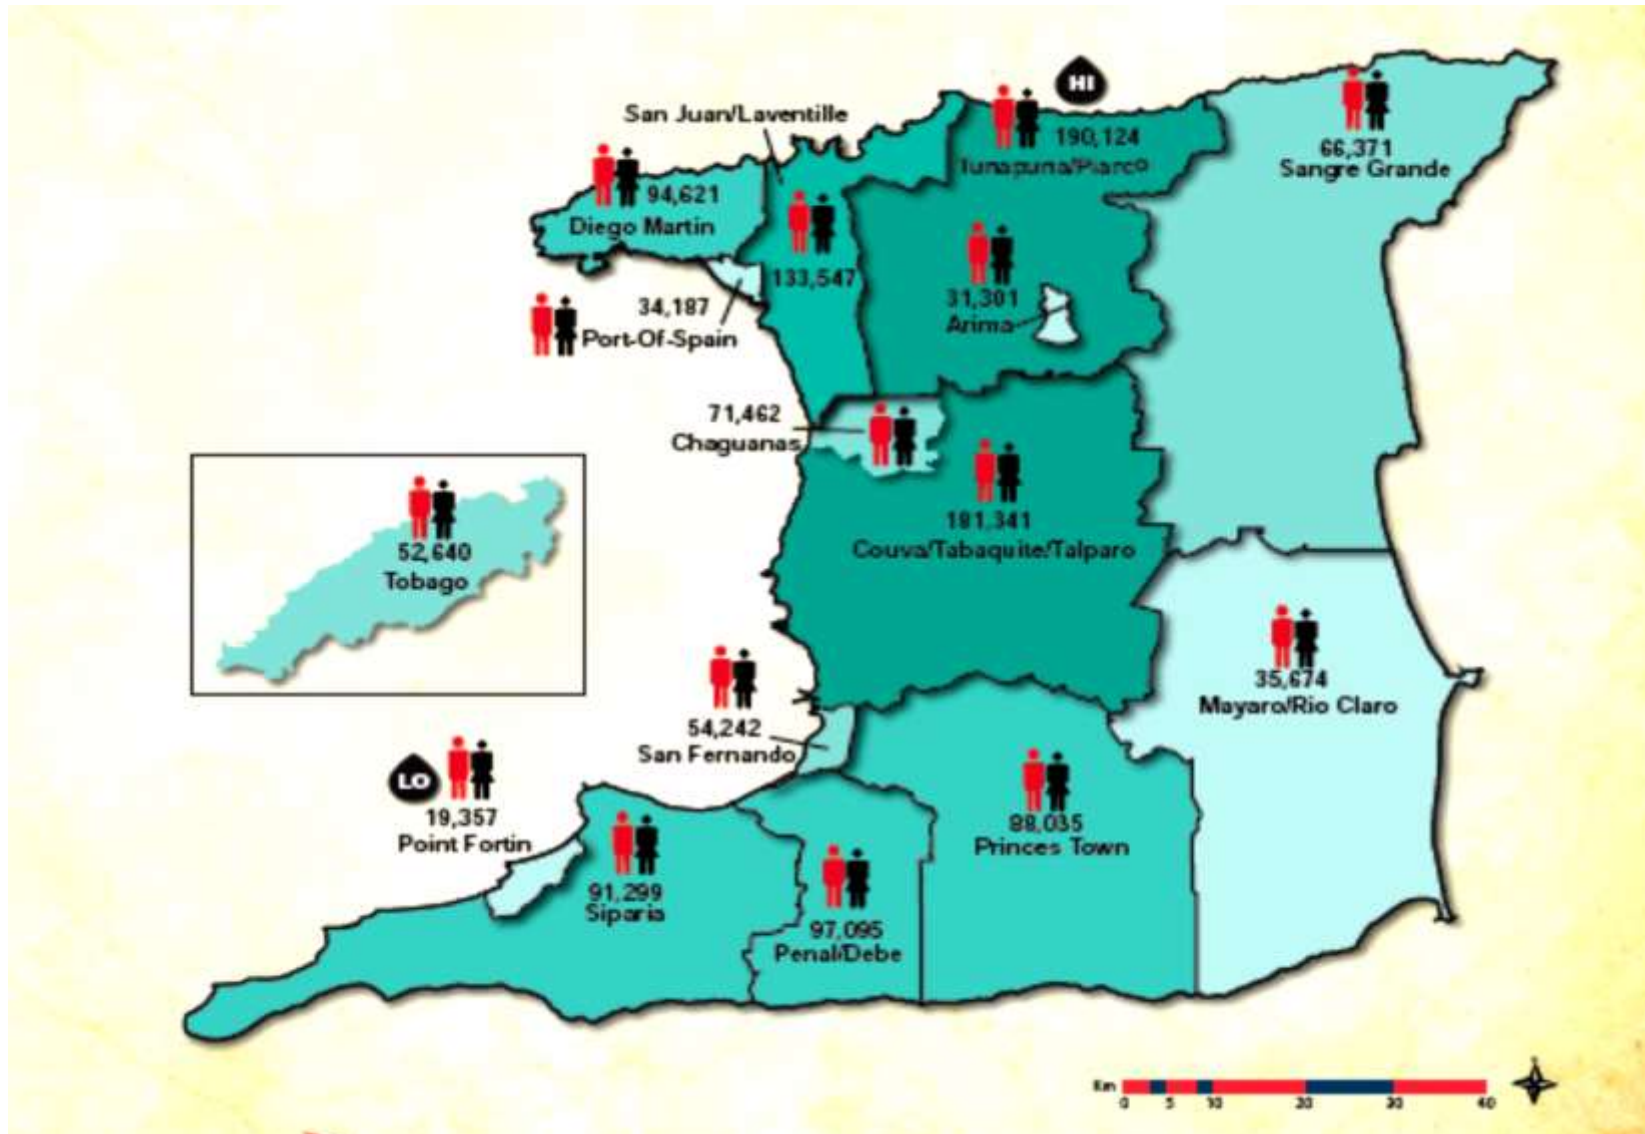 San Juan/Laventille
HI
190,124
Tunapuna/Piarco
66,371
Sangre Grande
94,621
Diego Martin
133,547
34,187
Port-Of-Spain
31,301
Arima
71,462
Chaguanas
181,341
Couva/Tabaquite/Talparo
52,640
Tobago
35,674
Mayaro/Rio Claro
54,242
San Fernando
LO
19,357
Point Fortin
88,035
Princes Town
91,299
Siparia
97,095
Penal/Debe
Km
0 5 10 20 30 40